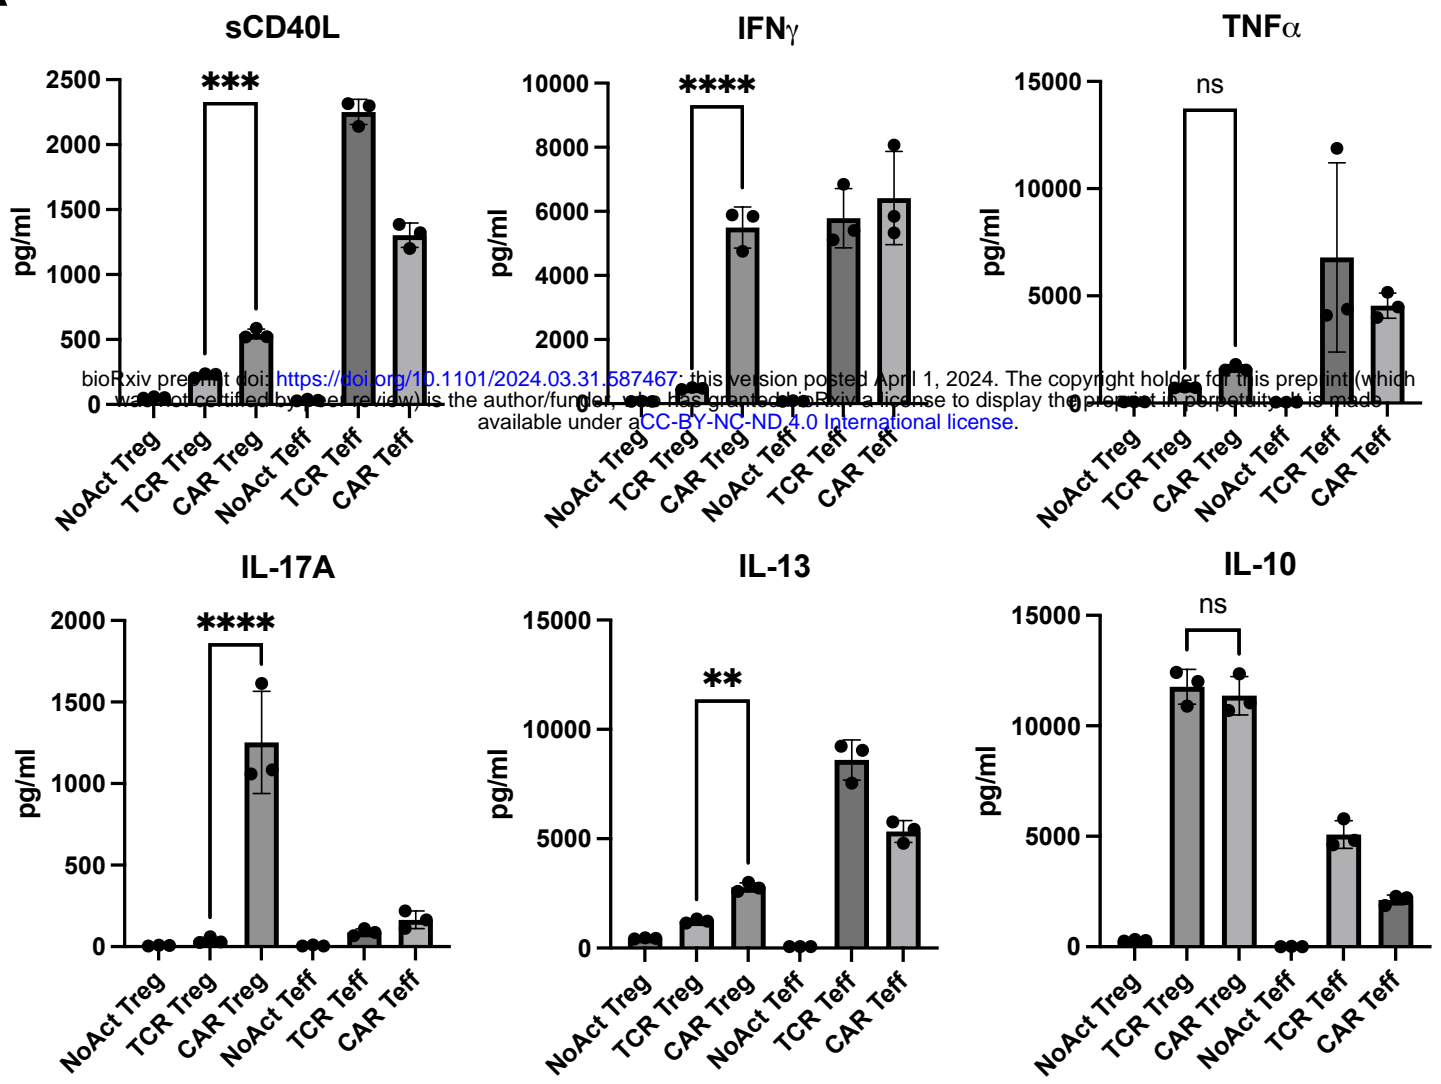 sCD40L
IFNγ
TNFα
2500
2000
1500
1000
500
0
pg/ml
***
NoAct Treg
TCR Treg
CAR Treg
NoAct Teff
TCR Teff
CAR Teff
10000
8000
6000
4000
2000
0
pg/ml
****
NoAct Treg
TCR Treg
CAR Treg
NoAct Teff
TCR Teff
CAR Teff
15000
10000
5000
0
pg/ml
ns
NoAct Treg
TCR Treg
CAR Treg
NoAct Teff
TCR Teff
CAR Teff
bioRxiv preprint doi: https://doi.org/10.1101/2024.03.31.587467; this version posted April 1, 2024. The copyright holder for this preprint (which
was not certified by peer review) is the author/funder, who has granted bioRxiv a license to display the preprint in perpetuity. It is made
available under aCC-BY-NC-ND 4.0 International license.
IL-17A
IL-13
IL-10
2000
1500
1000
500
0
pg/ml
****
NoAct Treg
TCR Treg
CAR Treg
NoAct Teff
TCR Teff
CAR Teff
15000
10000
5000
0
pg/ml
**
NoAct Treg
TCR Treg
CAR Treg
NoAct Teff
TCR Teff
CAR Teff
15000
10000
5000
0
pg/ml
ns
NoAct Treg
TCR Treg
CAR Treg
NoAct Teff
TCR Teff
CAR Teff